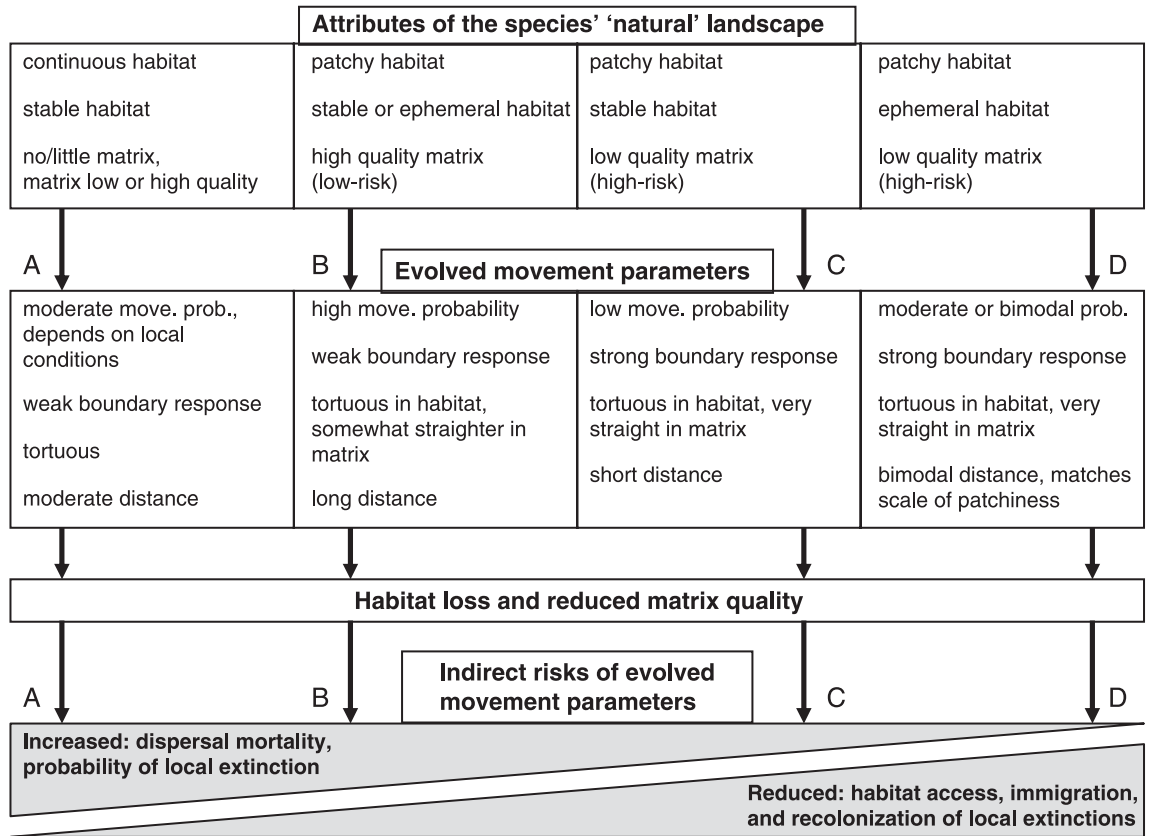 Attributes of the species’ ‘natural’ landscape
continuous habitat
stable habitat
no/little matrix,
matrix low or high quality
patchy habitat
stable or ephemeral habitat
high quality matrix
(low-risk)
patchy habitat
stable habitat
low quality matrix
(high-risk)
patchy habitat
ephemeral habitat
low quality matrix
(high-risk)
A
B
C
D
Evolved movement parameters
moderate move. prob.,
depends on local
conditions
weak boundary response
tortuous
moderate distance
high move. probability
weak boundary response
tortuous in habitat,
somewhat straighter in
matrix
long distance
low move. probability
strong boundary response
tortuous in habitat, very
straight in matrix
short distance
moderate or bimodal prob.
strong boundary response
tortuous in habitat, very
straight in matrix
bimodal distance, matches
scale of patchiness
Habitat loss and reduced matrix quality
Indirect risks of evolved
movement parameters
A
B
C
D
Increased: dispersal mortality,
probability of local extinction
Reduced: habitat access, immigration,
and recolonization of local extinctions